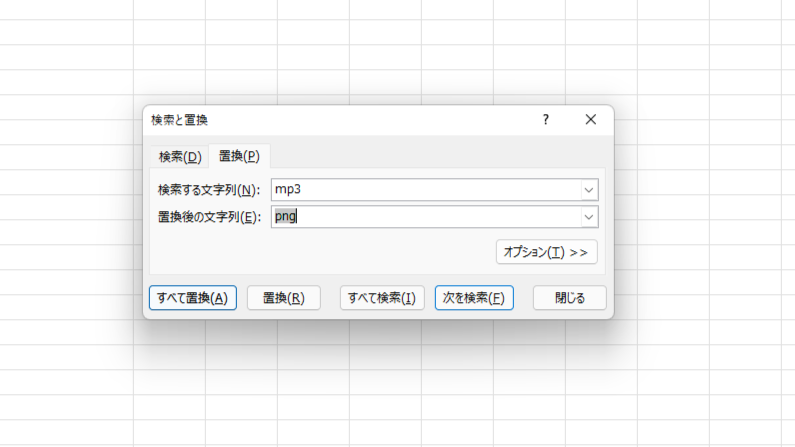 検索と置換 ?
検索(D) 置換(P)
検索する文字列(N): mp3
置換後の文字列(E): png
オプション(T) >>
すべて置換(A) 置換(R) すべて検索(I) 次を検索(F) 閉じる